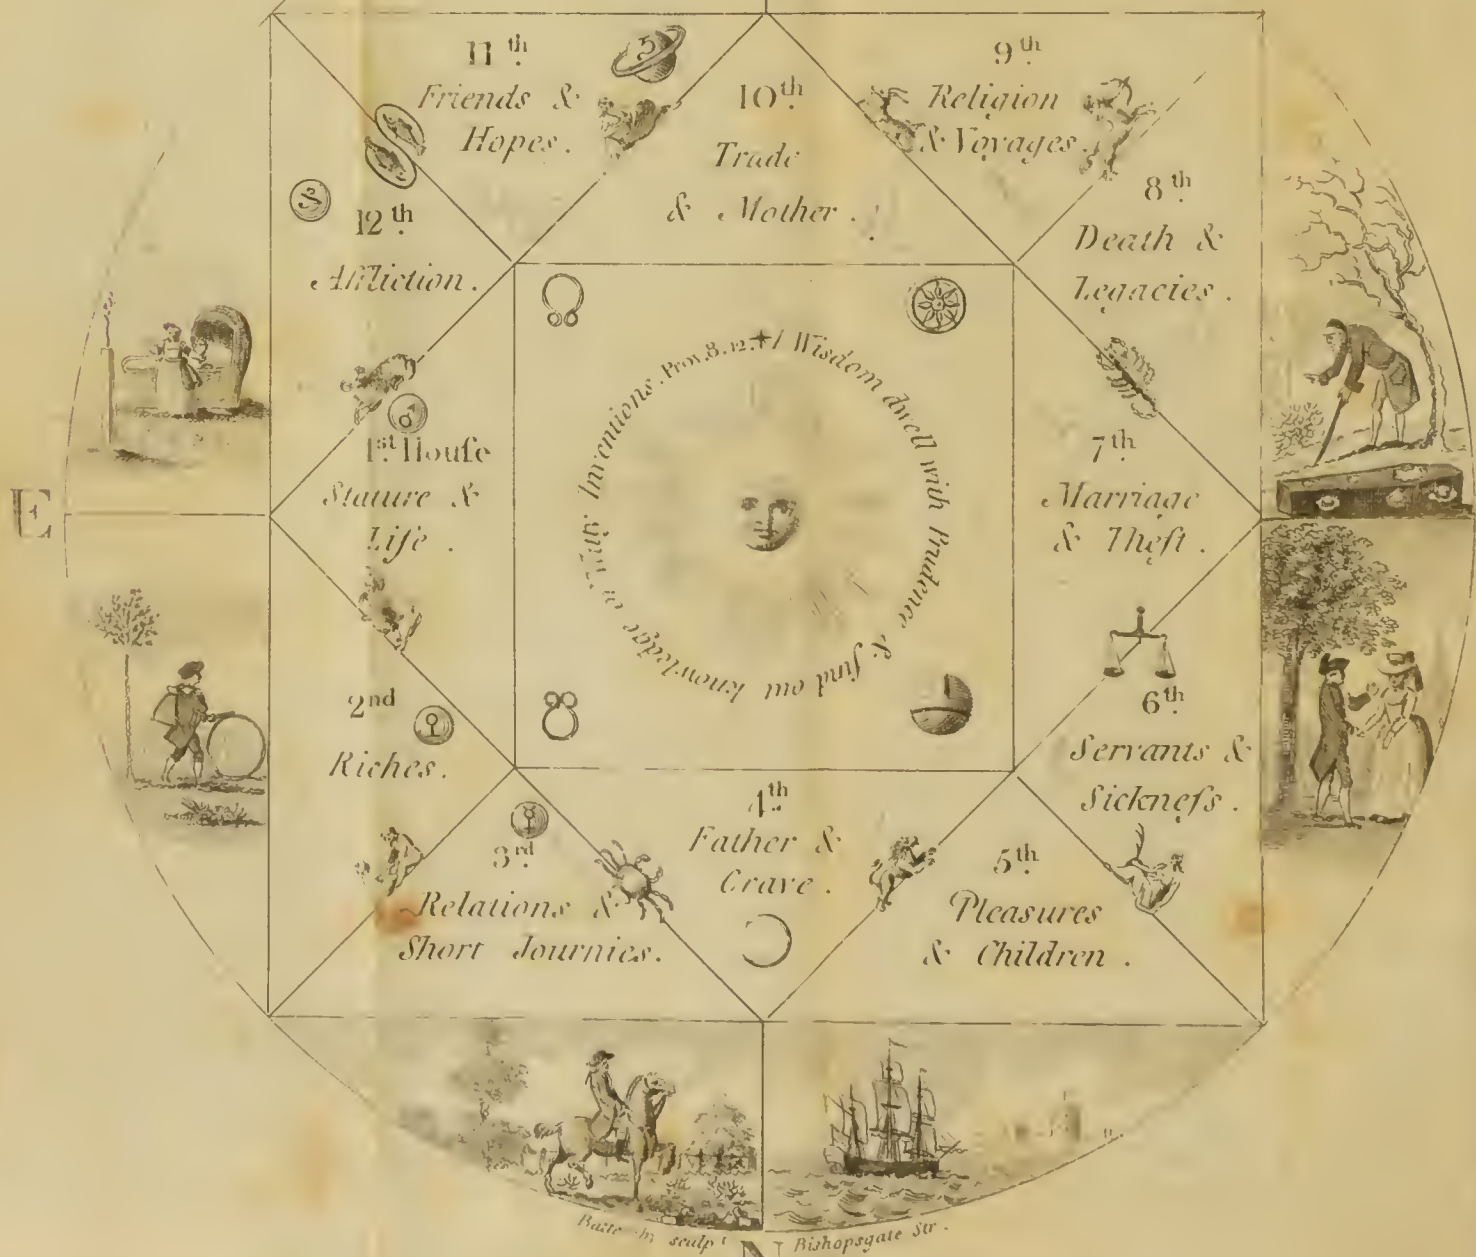 11th
Friends &
Hopes.
10th
Trade
& Mother.
9th
Religion
& Voyages.
8th
Death &
Legacies.
12th
Affliction.
1st Houſe
Stature &
Life.
7th
Marriage
& Theft.
E
I Wisdom dwell with Prudence & find out knowledge of Witty Inventions. Prov. 8. 12.
2nd
Riches.
6th
Servants &
Sickneſs.
3rd
Relations &
Short Journies.
4th
Father &
Grave.
5th
Pleasures
& Children.
sculpt
Bishopsgate Str.
N